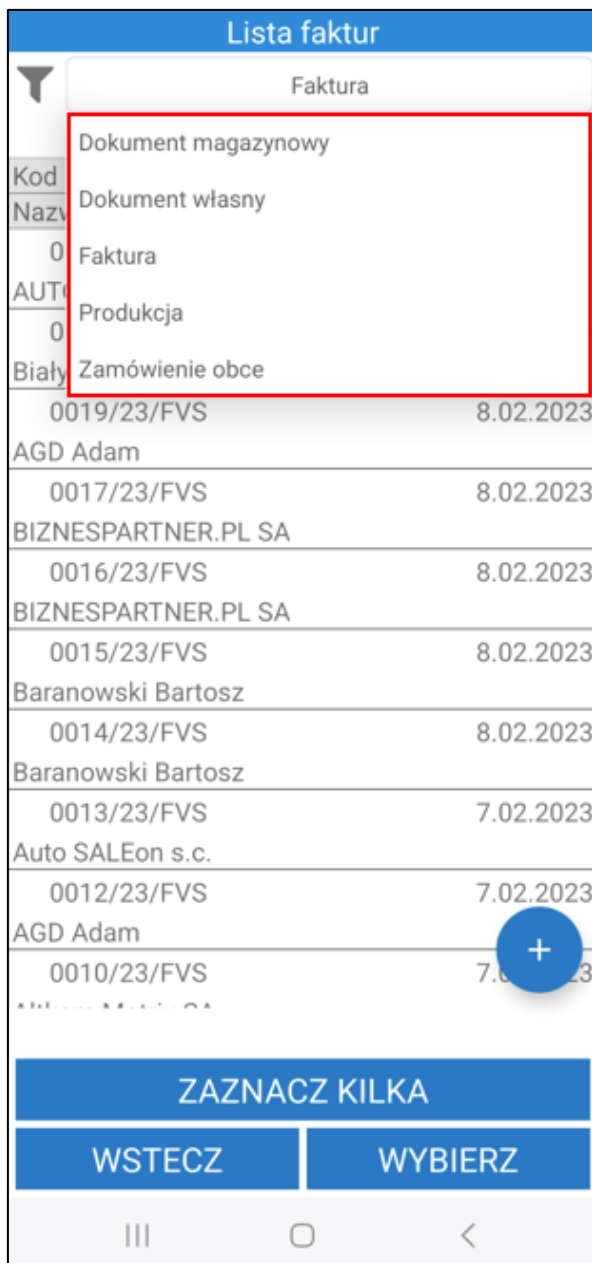 Lista faktur
Faktura
Dokument magazynowy
Kod
Dokument własny
0
Faktura
Produkcja
0
Biały
Zamówienie obce
0019/23/FVS 8.02.2023
AGD Adam
0017/23/FVS 8.02.2023
BIZNESPARTNER.PL SA
0016/23/FVS 8.02.2023
BIZNESPARTNER.PL SA
0015/23/FVS 8.02.2023
Baranowski Bartosz
0014/23/FVS 8.02.2023
Baranowski Bartosz
0013/23/FVS 7.02.2023
Auto SALEon s.c.
0012/23/FVS 7.02.2023
AGD Adam
+
0010/23/FVS
ZAZNACZ KILKA
WSTECZ WYBIERZ